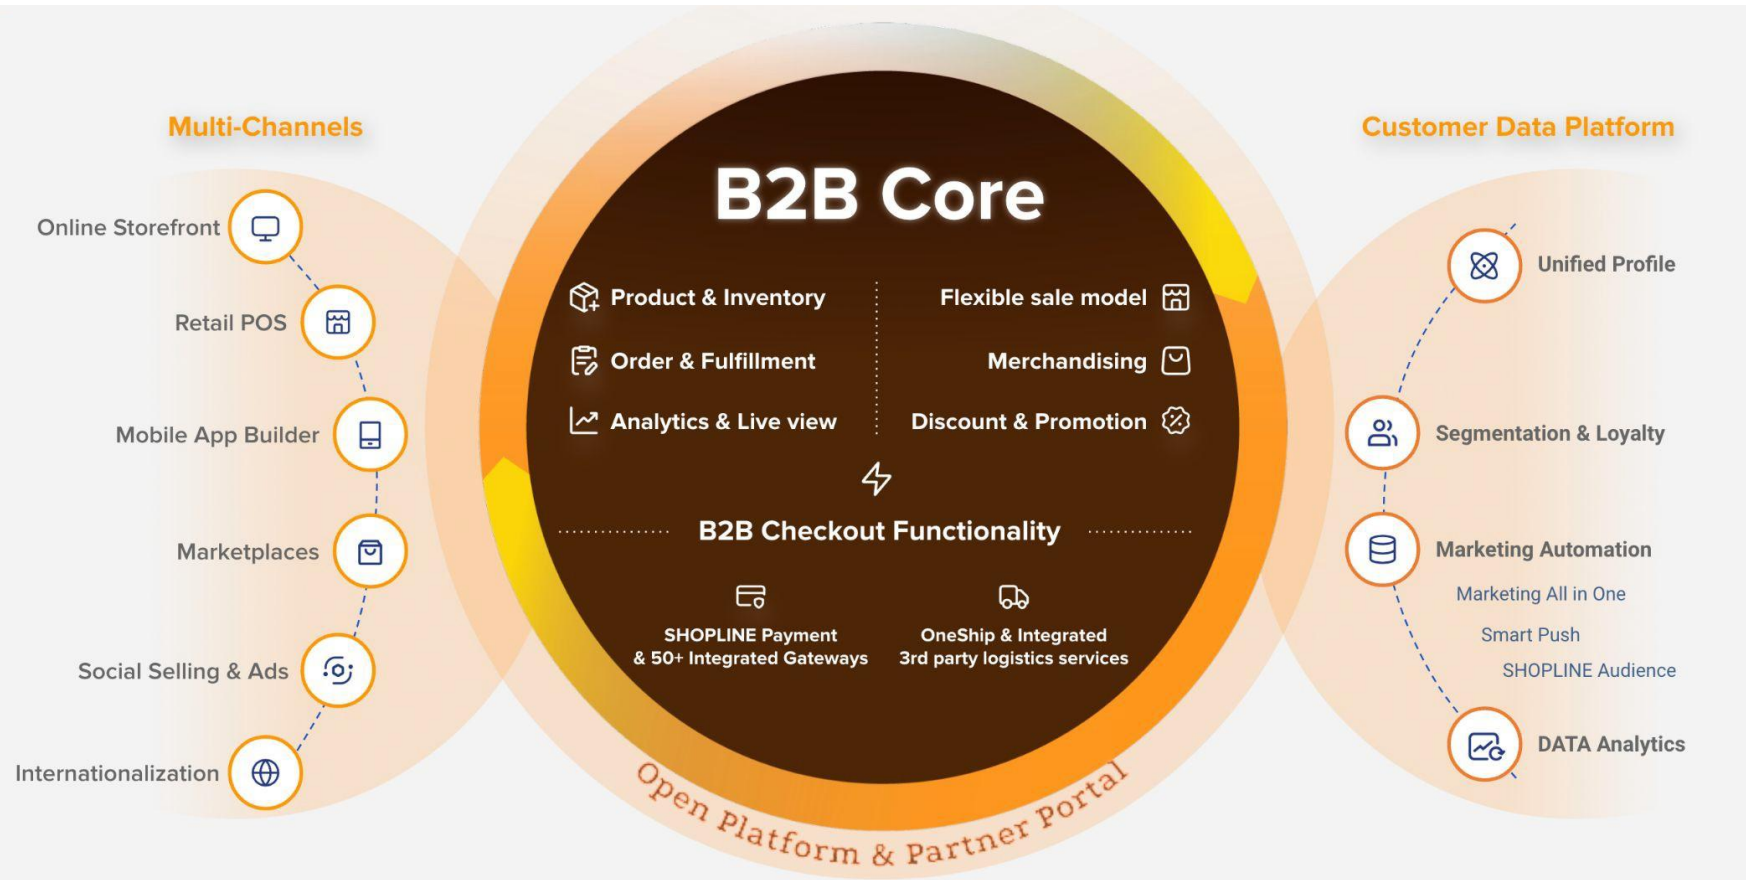 Multi-Channels
Online Storefront
Retail POS
Mobile App Builder
Marketplaces
Social Selling & Ads
Internationalization
B2B Core
Product & Inventory
Order & Fulfillment
Analytics & Live view
Flexible sale model
Merchandising
Discount & Promotion
B2B Checkout Functionality
SHOPLINE Payment
& 50+ Integrated Gateways
OneShip & Integrated
3rd party logistics services
Open Platform & Partner Portal
Customer Data Platform
Unified Profile
Segmentation & Loyalty
Marketing Automation
Marketing All in One
Smart Push
SHOPLINE Audience
DATA Analytics